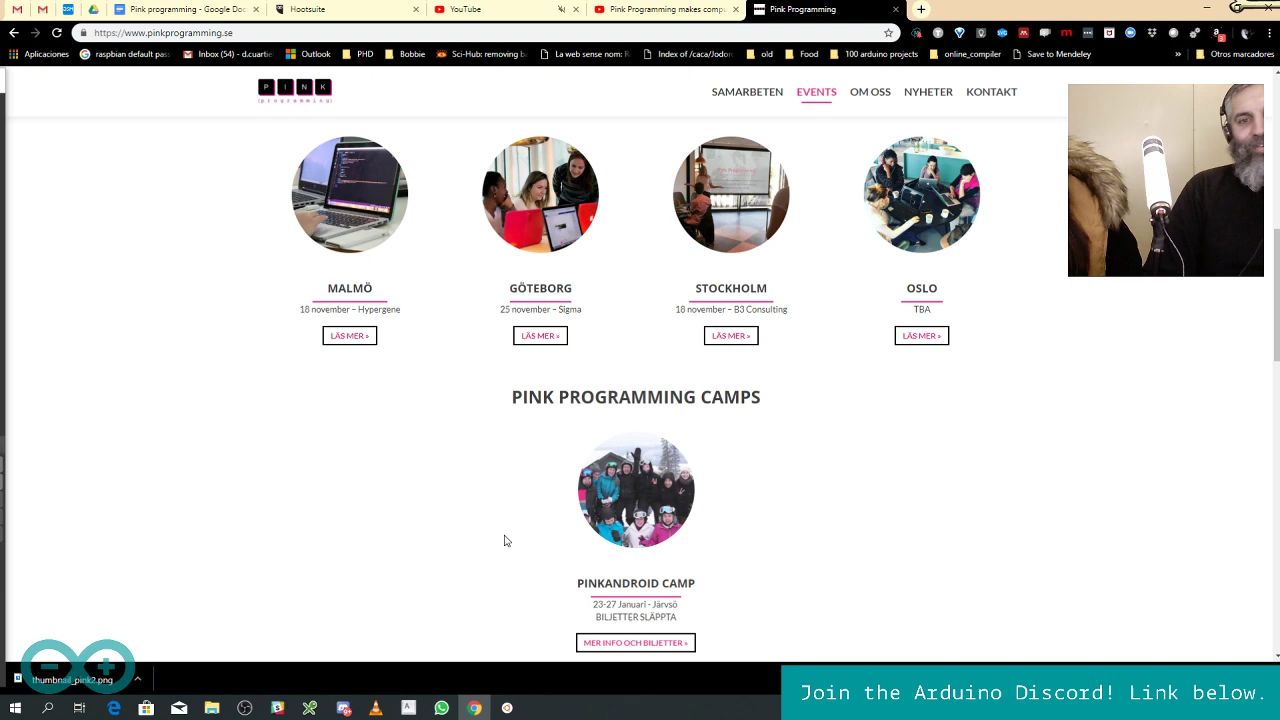 Pink programming - Google Doc
Hootsuite
YouTube
Pink Programming makes compu
Pink Programming
https://www.pinkprogramming.se
Aplicaciones
raspbian default pass
Inbox (54) - d.cuartiel
Outlook
PHD
Bobbie
Sci-Hub: removing ba
La web sense nom: R
Index of /caca/Jodoro
old
Food
100 arduino projects
online_compiler
Save to Mendeley
»
Otros marcadores
PINK
{programming}
SAMARBETEN
EVENTS
OM OSS
NYHETER
KONTAKT
MALMÖ
18 november – Hypergene
LÄS MER »
GÖTEBORG
25 november – Sigma
LÄS MER »
STOCKHOLM
18 november – B3 Consulting
LÄS MER »
OSLO
TBA
LÄS MER »
PINK PROGRAMMING CAMPS
PINKANDROID CAMP
23-27 Januari - Järvsö
BILJETTER SLÄPPTA
MER INFO OCH BILJETTER »
thumbnail_pink2.png
Join the Arduino Discord! Link below.